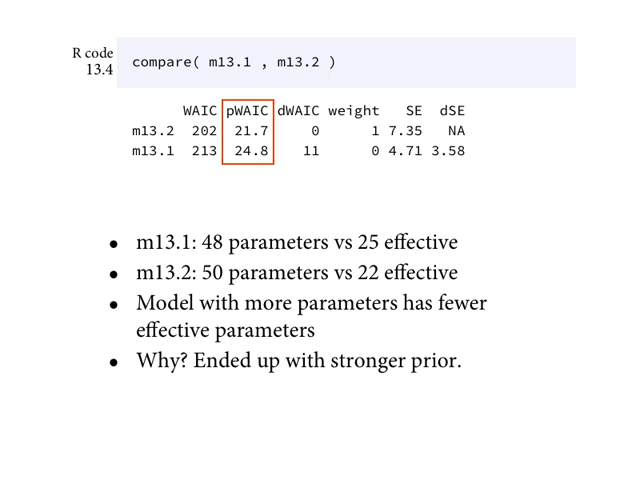 R code
13.4
compare( m13.1 , m13.2 )
WAIC pWAIC dWAIC weight SE dSE
m13.2 202 21.7 0 1 7.35 NA
m13.1 213 24.8 11 0 4.71 3.58
• m13.1: 48 parameters vs 25 effective
• m13.2: 50 parameters vs 22 effective
• Model with more parameters has fewer
effective parameters
• Why? Ended up with stronger prior.